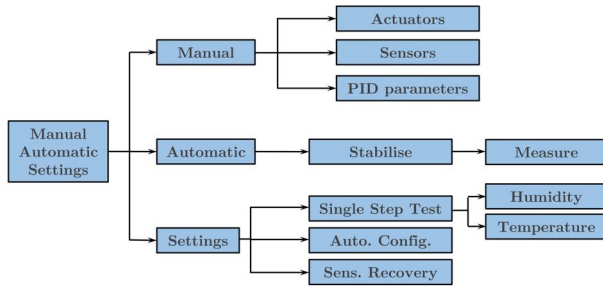 Actuators
Manual
Sensors
PID parameters
Manual
Automatic
Settings
Automatic
Stabilise
Measure
Single Step Test
Humidity
Temperature
Settings
Auto. Config.
Sens. Recovery